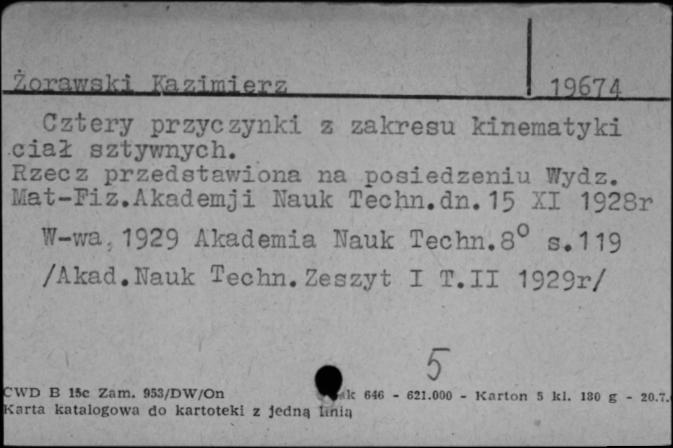 Żorawski Kazimierz 19674
Cztery przyczynki z zakresu kinematyki
ciał sztywnych.
Rzecz przedstawiona na posiedzeniu Wydz.
Mat-Fiz.Akademji Nauk Techn.dn.15 XI 1928r
W-wa, 1929 Akademia Nauk Techn.8° s.119
/Akad.Nauk Techn.Zeszyt I T.II 1929r/
5
CWD B 15c Zam. 953/DW/On 646 - 621.000 - Karton 5 kl. 180 g - 20.7.
Karta katalogowa do kartoteki z jedną linią